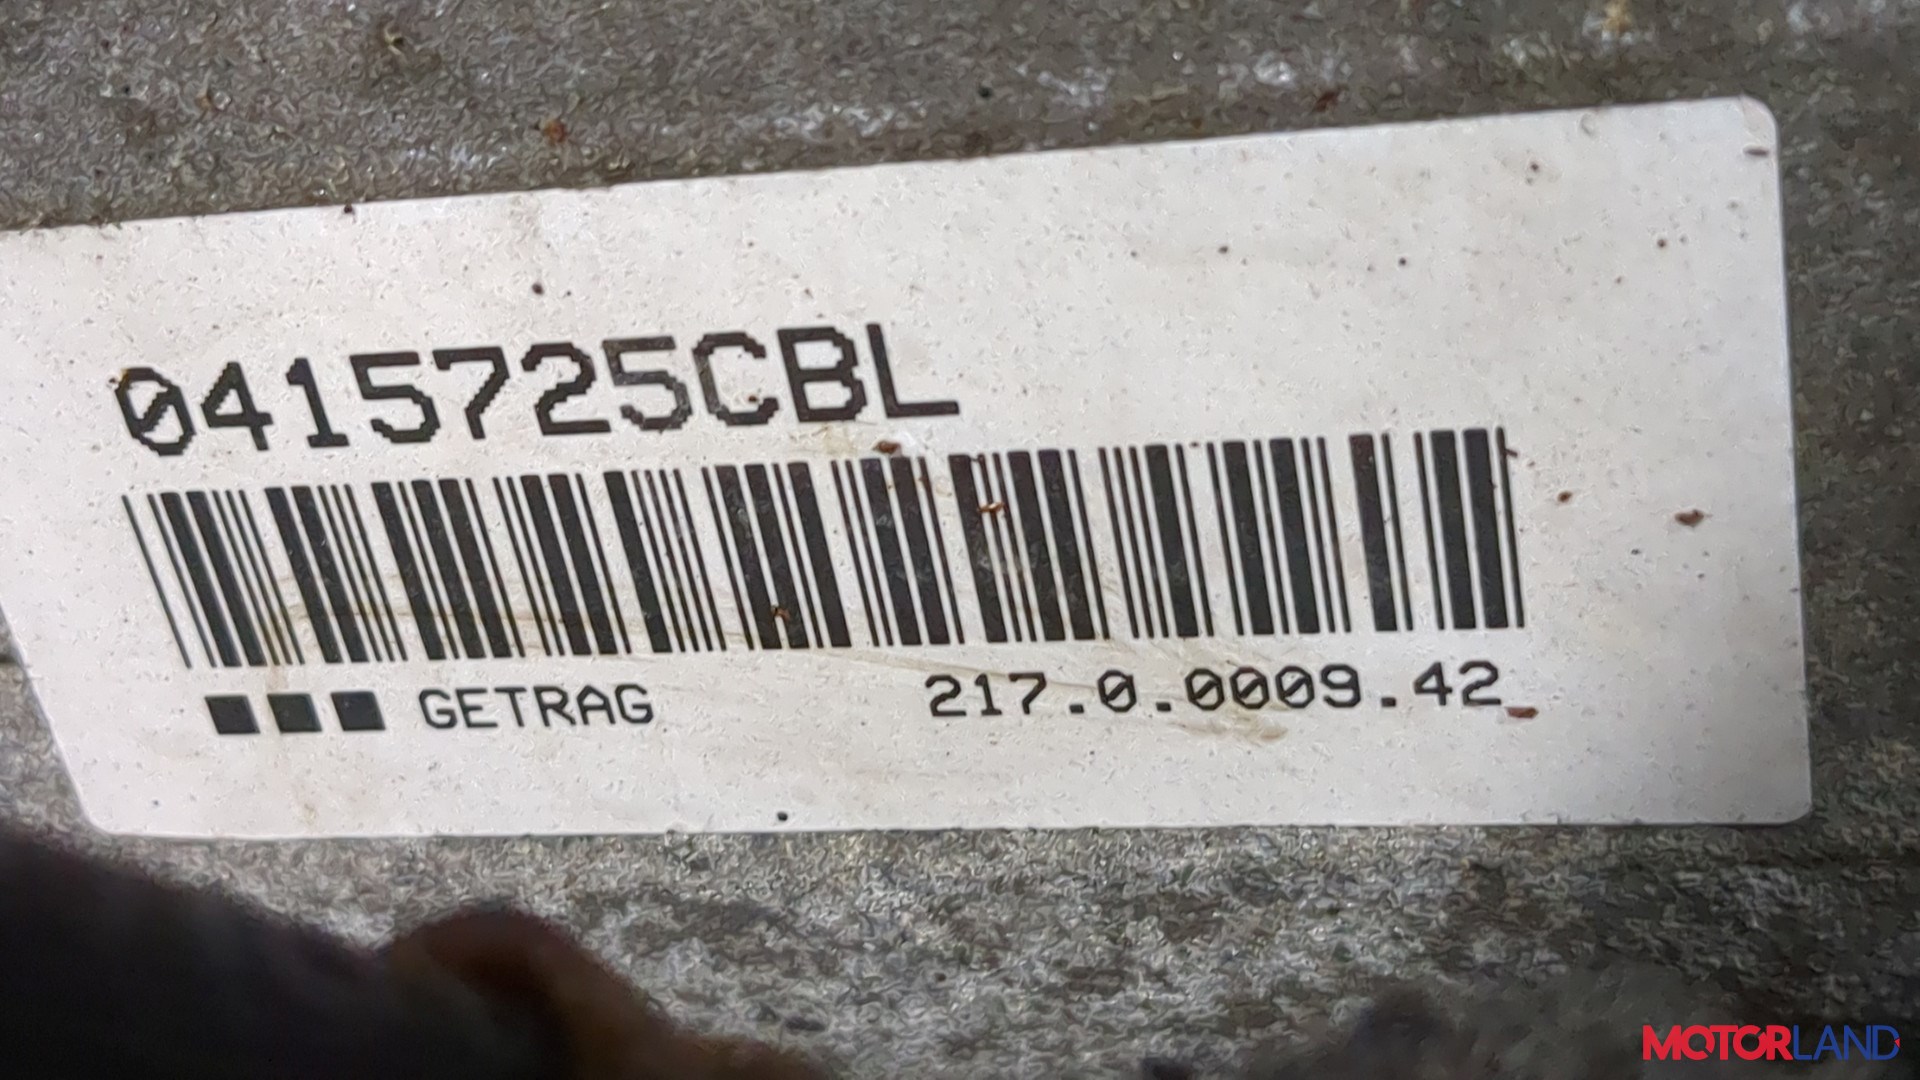 0415725CBL
GETRAG 217.0.0009.42
MOTORLAND